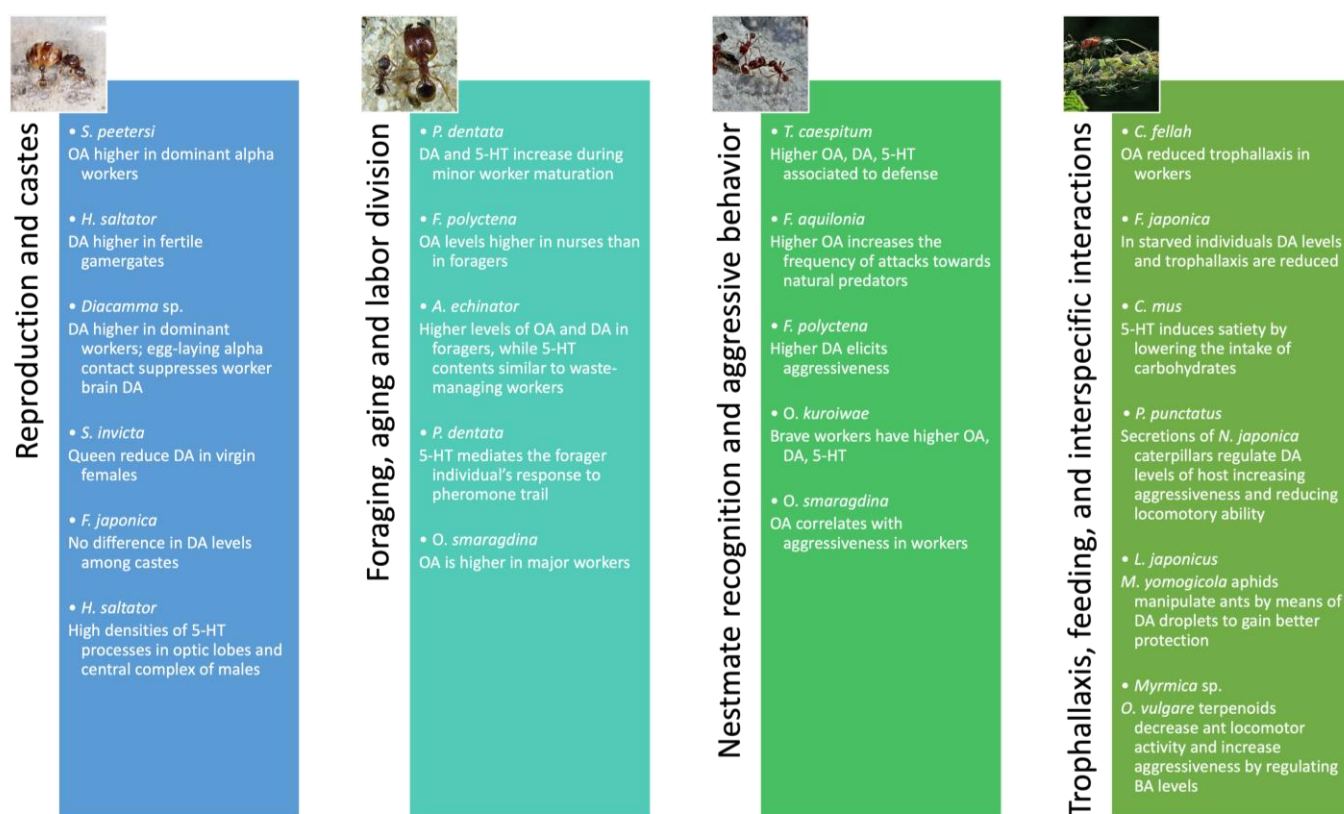 Reproduction and castes
• S. peetersi
OA higher in dominant alpha
workers
• H. saltator
DA higher in fertile
gamergates
• Diacamma sp.
DA higher in dominant
workers; egg-laying alpha
contact suppresses worker
brain DA
• S. invicta
Queen reduce DA in virgin
females
• F. japonica
No difference in DA levels
among castes
• H. saltator
High densities of 5-HT
processes in optic lobes and
central complex of males
Foraging, aging and labor division
• P. dentata
DA and 5-HT increase during
minor worker maturation
• F. polyctena
OA levels higher in nurses than
in foragers
• A. echinator
Higher levels of OA and DA in
foragers, while 5-HT
contents similar to waste-
managing workers
• P. dentata
5-HT mediates the forager
individual's response to
pheromone trail
• O. smaragdina
OA is higher in major workers
Nestmate recognition and aggressive behavior
• T. caespitum
Higher OA, DA, 5-HT
associated to defense
• F. aquilonia
Higher OA increases the
frequency of attacks towards
natural predators
• F. polyctena
Higher DA elicits
aggressiveness
• O. kuroiwae
Brave workers have higher OA,
DA, 5-HT
• O. smaragdina
OA correlates with
aggressiveness in workers
Trophallaxis, feeding, and interspecific interactions
• C. fellah
OA reduced trophallaxis in
workers
• F. japonica
In starved individuals DA levels
and trophallaxis are reduced
• C. mus
5-HT induces satiety by
lowering the intake of
carbohydrates
• P. punctatus
Secretions of N. japonica
caterpillars regulate DA
levels of host increasing
aggressiveness and reducing
locomotory ability
• L. japonicus
M. yomogicola aphids
manipulate ants by means of
DA droplets to gain better
protection
• Myrmica sp.
O. vulgare terpenoids
decrease ant locomotor
activity and increase
aggressiveness by regulating
BA levels